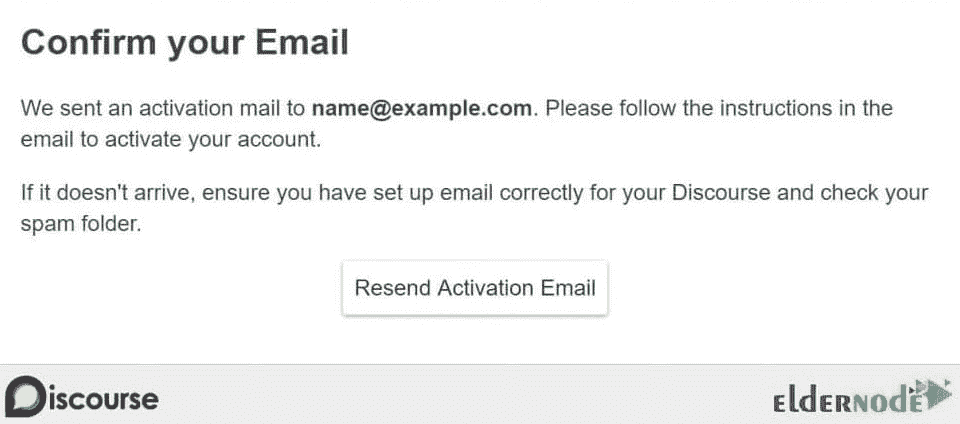 Confirm your Email
We sent an activation mail to name@example.com. Please follow the instructions in the
email to activate your account.
If it doesn't arrive, ensure you have set up email correctly for your Discourse and check your
spam folder.
Resend Activation Email
Discourse
ELDERNODE